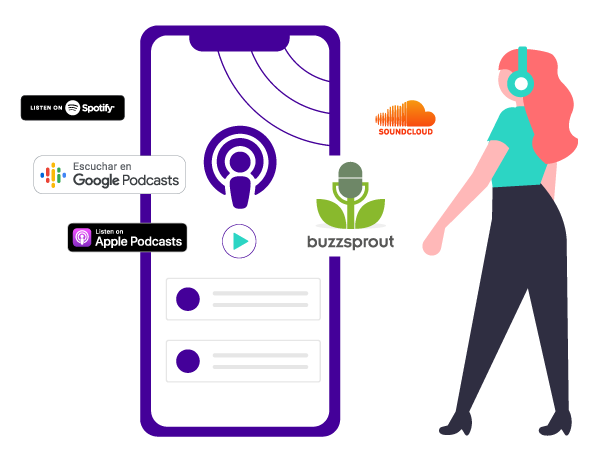 LISTEN ON Spotify
SOUNDCLOUD
Escuchar en
Google Podcasts
buzzsprout
Listen on
Apple Podcasts